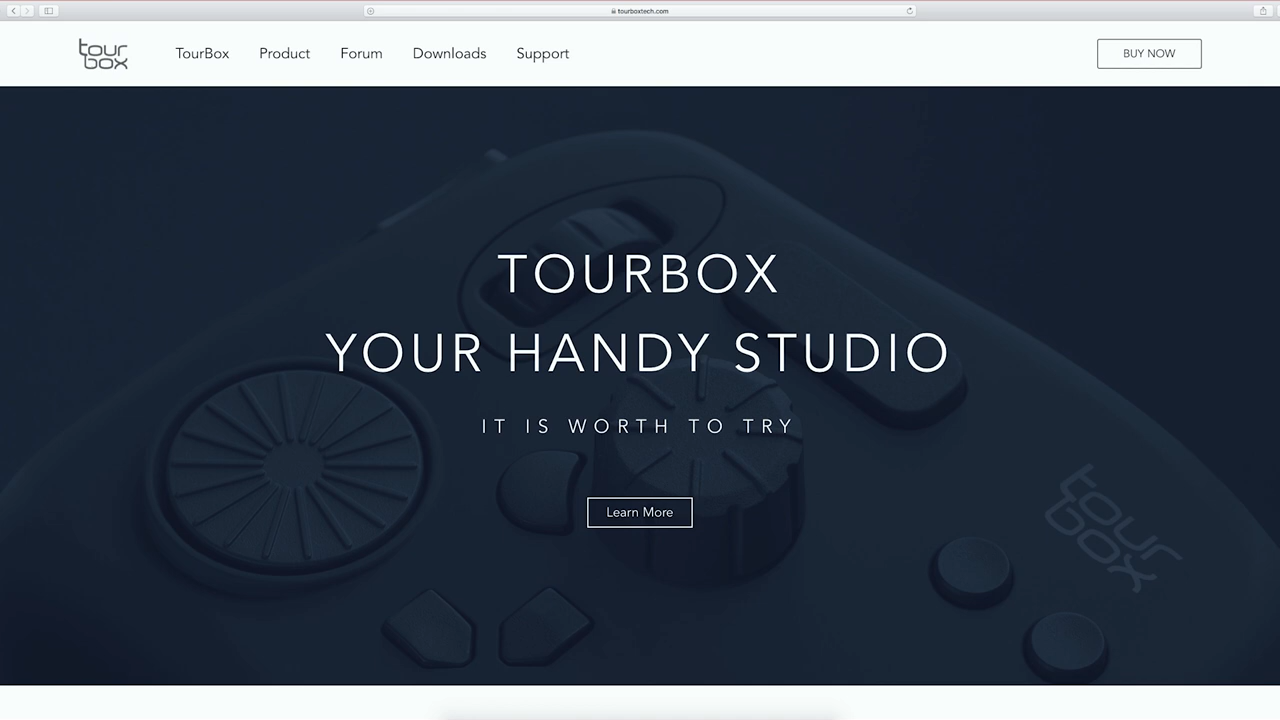 tourboxtech.com
tour
box
TourBox
Product
Forum
Downloads
Support
BUY NOW
TOURBOX
YOUR HANDY STUDIO
IT IS WORTH TO TRY
Learn More
tour
box